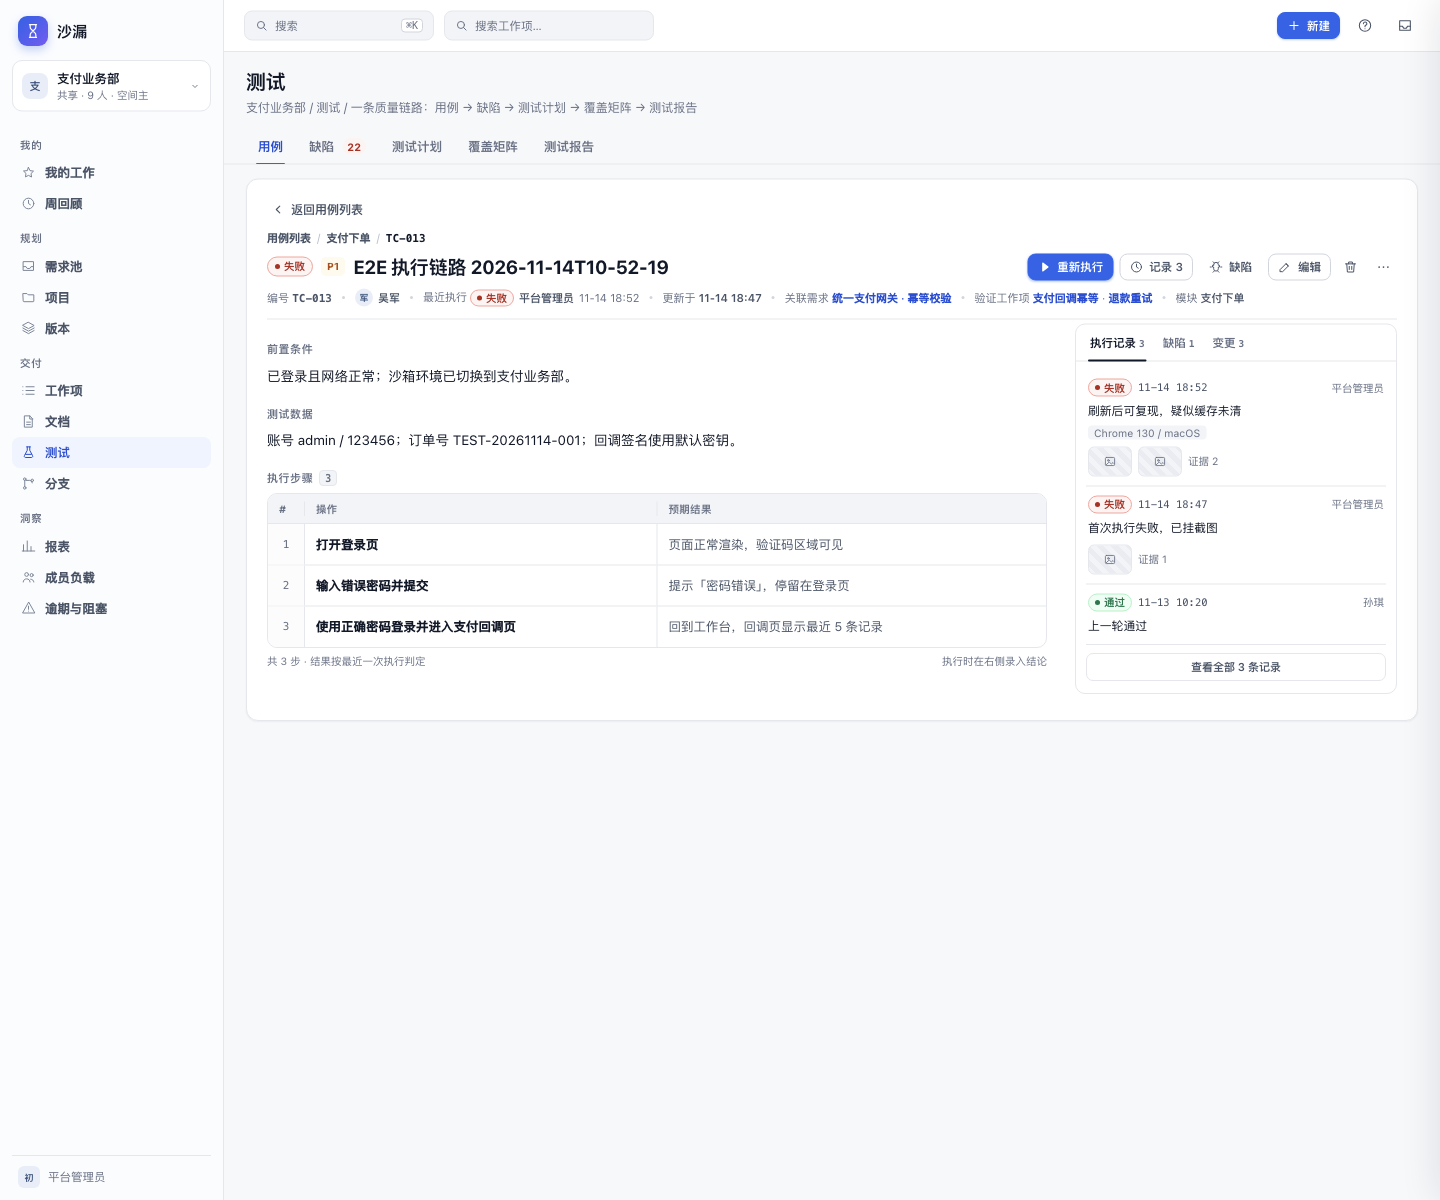 沙漏
支
支付业务部
共享 · 9 人 · 空间主
我的
我的工作
周回顾
规划
需求池
项目
版本
交付
工作项
文档
测试
分支
洞察
报表
成员负载
逾期与阻塞
初 平台管理员
搜索 ⌘K
搜索工作项...
新建
测试
支付业务部 / 测试 / 一条质量链路：用例 → 缺陷 → 测试计划 → 覆盖矩阵 → 测试报告
用例 缺陷 22 测试计划 覆盖矩阵 测试报告
返回用例列表
用例列表 / 支付下单 / TC-013
失败 P1 E2E 执行链路 2026-11-14T10-52-19
重新执行 记录 3 缺陷 编辑 ···
编号 TC-013 • 军 吴军 • 最近执行 失败 平台管理员 11-14 18:52 • 更新于 11-14 18:47 • 关联需求 统一支付网关 · 幂等校验 • 验证工作项 支付回调幂等 · 退款重试 • 模块 支付下单
前置条件
已登录且网络正常；沙箱环境已切换到支付业务部。
测试数据
账号 admin / 123456；订单号 TEST-20261114-001；回调签名使用默认密钥。
执行步骤 3
# 操作 预期结果
1 打开登录页 页面正常渲染，验证码区域可见
2 输入错误密码并提交 提示「密码错误」，停留在登录页
3 使用正确密码登录并进入支付回调页 回到工作台，回调页显示最近 5 条记录
共 3 步 · 结果按最近一次执行判定 执行时在右侧录入结论
执行记录 3 缺陷 1 变更 3
失败 11-14 18:52 平台管理员
刷新后可复现，疑似缓存未清
Chrome 130 / macOS
证据 2
失败 11-14 18:47 平台管理员
首次执行失败，已挂截图
证据 1
通过 11-13 10:20 孙琪
上一轮通过
查看全部 3 条记录